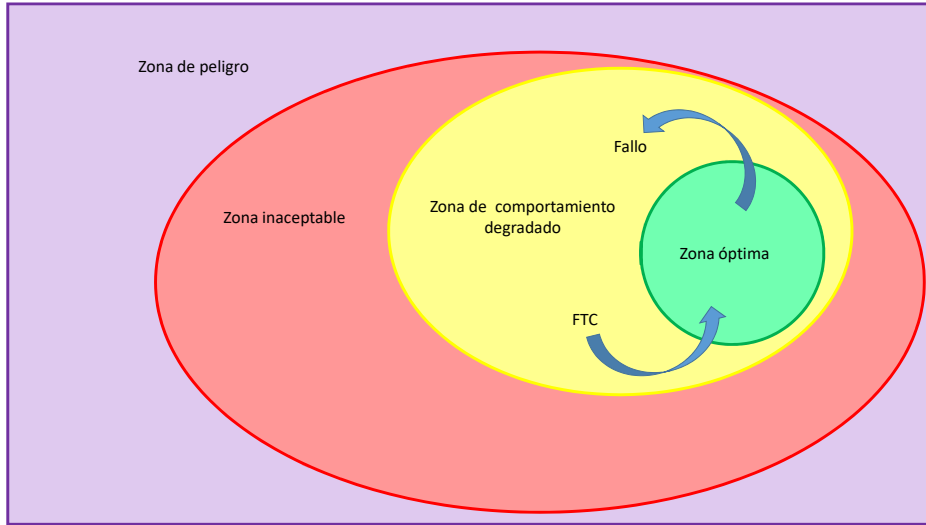 Zona de peligro
Fallo
Zona inaceptable
Zona de comportamiento
degradado
Zona óptima
FTC